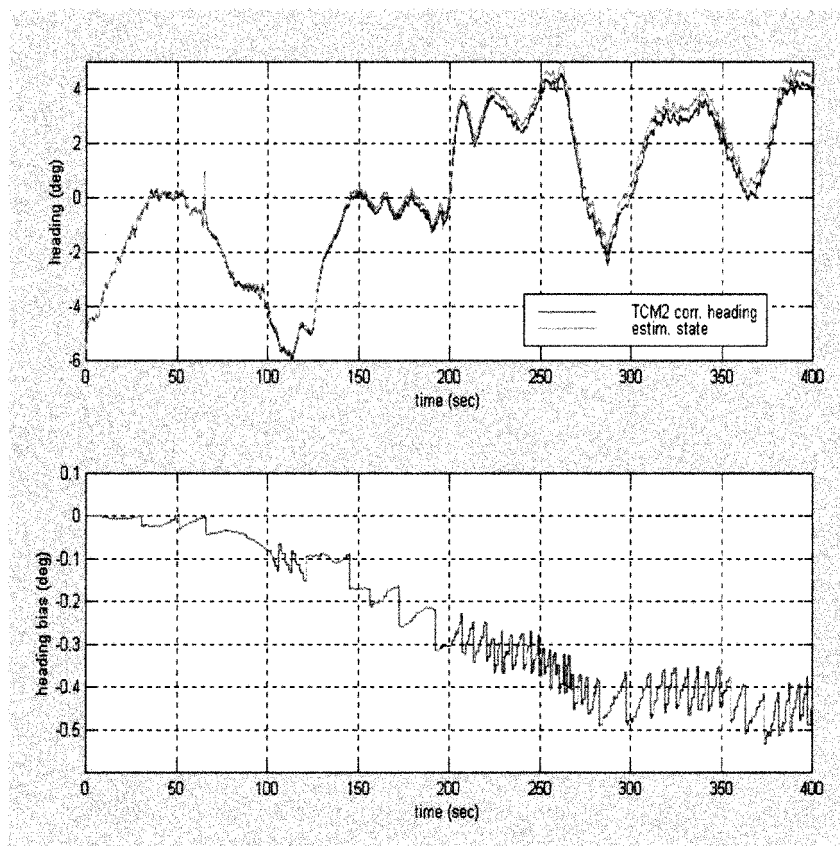 4
2
0
-2
-4
-6
heading (deg)
0 50 100 150 200 250 300 350 400
time (sec)
TCM2 corr. heading
estim. state
0.1
0
-0.1
-0.2
-0.3
-0.4
-0.5
heading bias (deg)
0 50 100 150 200 250 300 350 400
time (sec)